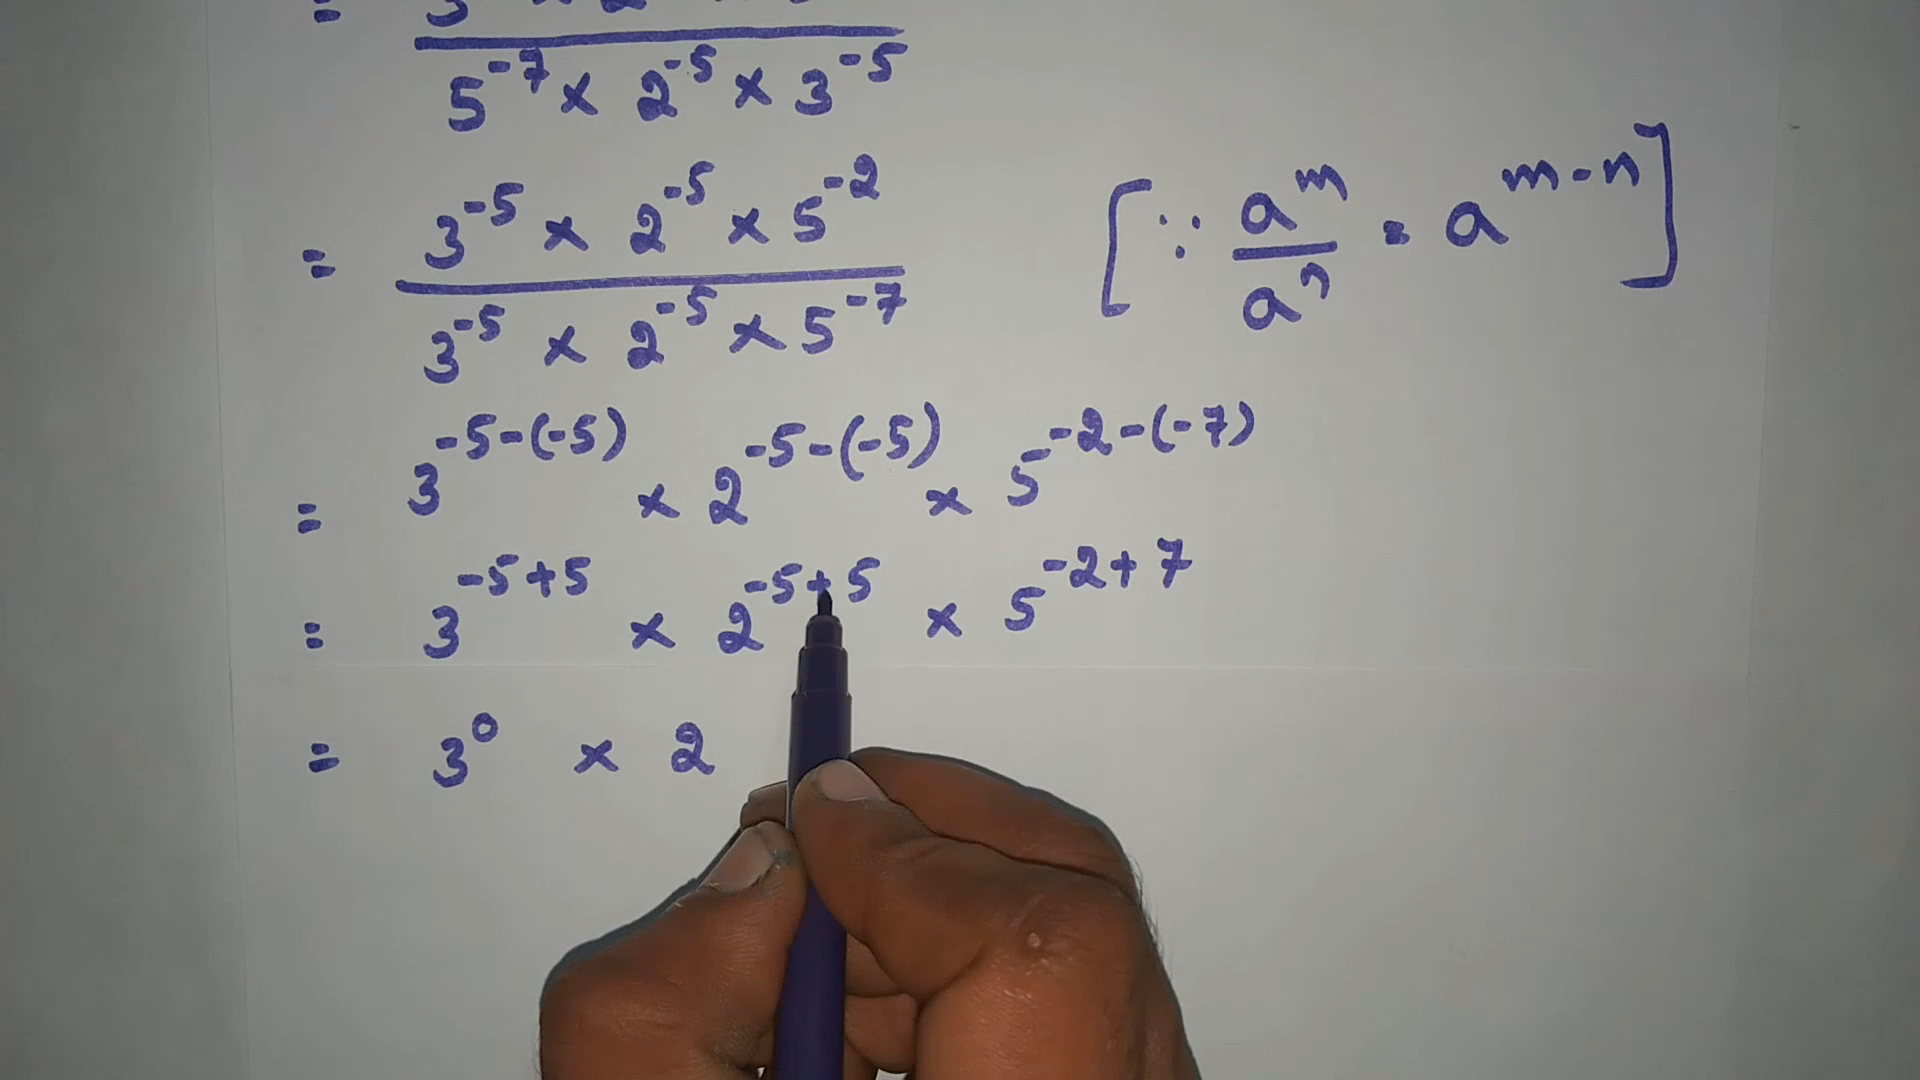 =
5^-7 × 2^-5 × 3^-5
= (3^-5 × 2^-5 × 5^-2) / (3^-5 × 2^-5 × 5^-7) [∵ a^m / a^n = a^m-n]
= 3^-5-(-5) × 2^-5-(-5) × 5^-2-(-7)
= 3^-5+5 × 2^-5+5 × 5^-2+7
= 3^0 × 2